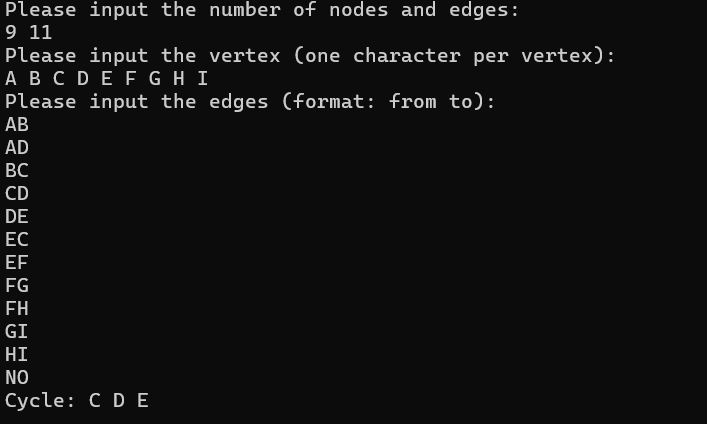 Please input the number of nodes and edges:
9 11
Please input the vertex (one character per vertex):
A B C D E F G H I
Please input the edges (format: from to):
AB
AD
BC
CD
DE
EC
EF
FG
FH
GI
HI
NO
Cycle: C D E